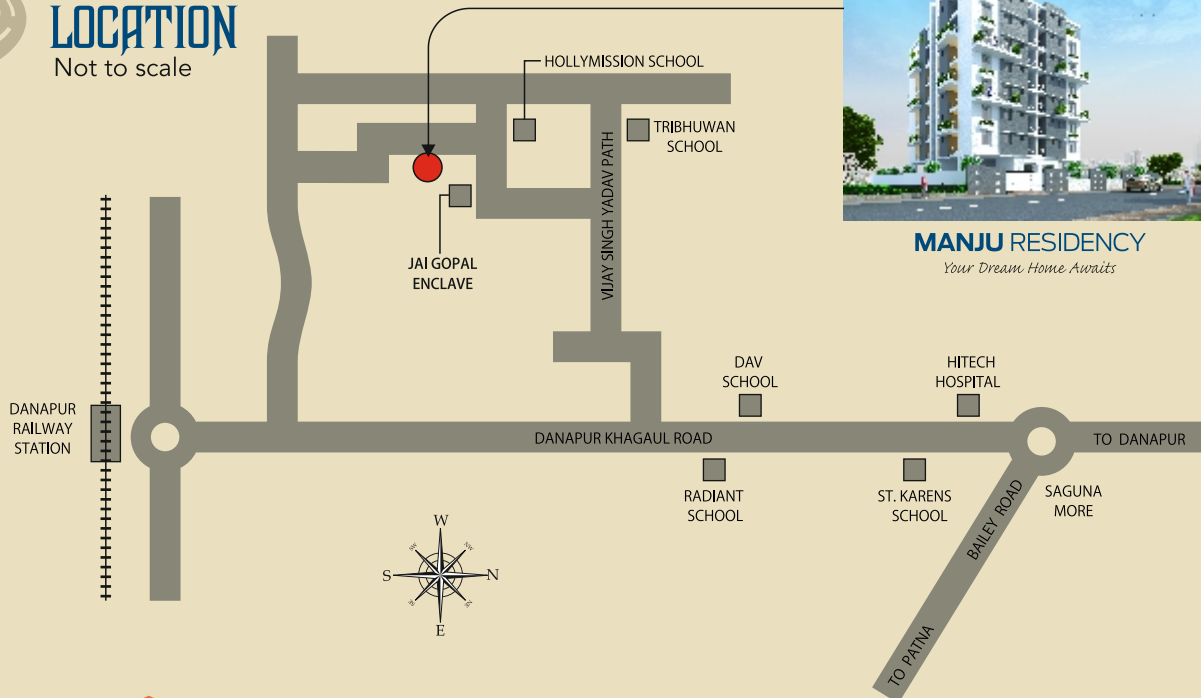 LOCATION
Not to scale
HOLLYMISSION SCHOOL
TRIBHUWAN
SCHOOL
VIJAY SINGH YADAV PATH
JAI GOPAL
ENCLAVE
MANJU RESIDENCY
Your Dream Home Awaits
DANAPUR
RAILWAY
STATION
DAV
SCHOOL
HITECH
HOSPITAL
DANAPUR KHAGAUL ROAD
TO DANAPUR
RADIANT
SCHOOL
ST. KARENS
SCHOOL
SAGUNA
MORE
BAILEY ROAD
TO PATNA
W
SW
NW
S
N
E